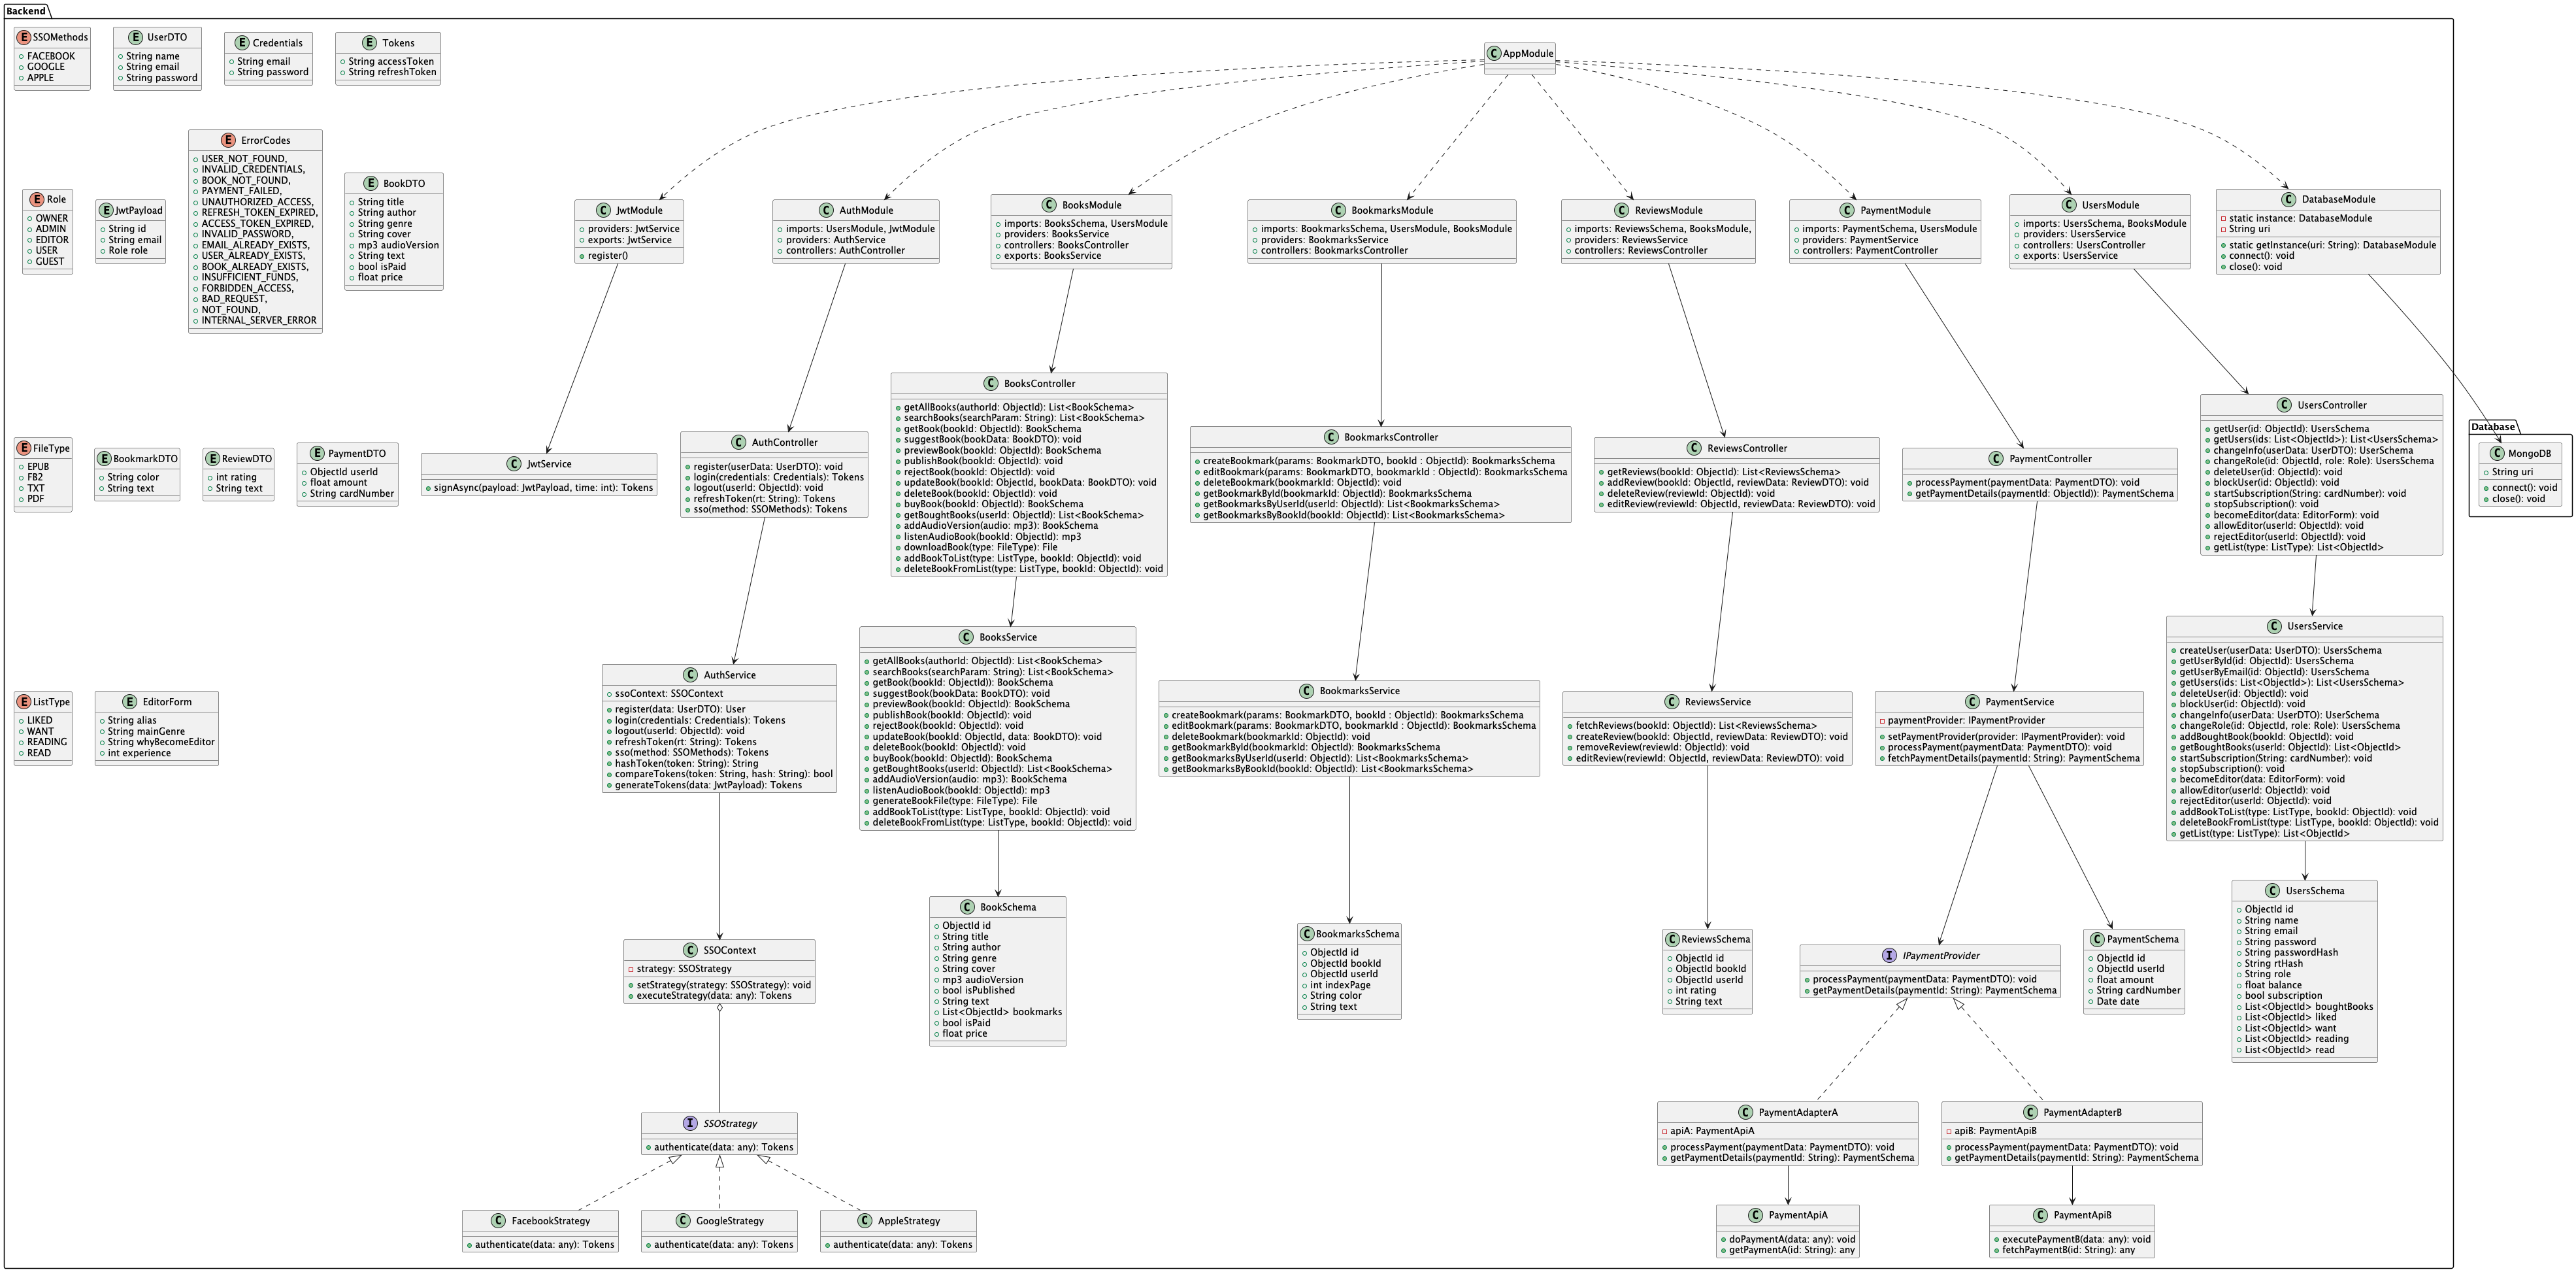 Backend
SSOMethods
FACEBOOK
GOOGLE
APPLE
UserDTO
String name
String email
String password
Credentials
String email
String password
Tokens
String accessToken
String refreshToken
AppModule
Role
OWNER
ADMIN
EDITOR
USER
GUEST
JwtPayload
String id
String email
Role role
ErrorCodes
USER_NOT_FOUND,
INVALID_CREDENTIALS,
BOOK_NOT_FOUND,
PAYMENT_FAILED,
UNAUTHORIZED_ACCESS,
REFRESH_TOKEN_EXPIRED,
ACCESS_TOKEN_EXPIRED,
INVALID_PASSWORD,
EMAIL_ALREADY_EXISTS,
USER_ALREADY_EXISTS,
BOOK_ALREADY_EXISTS,
INSUFFICIENT_FUNDS,
FORBIDDEN_ACCESS,
BAD_REQUEST,
NOT_FOUND,
INTERNAL_SERVER_ERROR
BookDTO
String title
String author
String genre
String cover
mp3 audioVersion
String text
bool isPaid
float price
JwtModule
providers: JwtService
exports: JwtService
register()
AuthModule
imports: UsersModule, JwtModule
providers: AuthService
controllers: AuthController
BooksModule
imports: BooksSchema, UsersModule
providers: BooksService
controllers: BooksController
exports: BooksService
BookmarksModule
imports: BookmarksSchema, UsersModule, BooksModule
providers: BookmarksService
controllers: BookmarksController
ReviewsModule
imports: ReviewsSchema, BooksModule,
providers: ReviewsService
controllers: ReviewsController
PaymentModule
imports: PaymentSchema, UsersModule
providers: PaymentService
controllers: PaymentController
UsersModule
imports: UsersSchema, BooksModule
providers: UsersService
controllers: UsersController
exports: UsersService
DatabaseModule
static instance: DatabaseModule
String uri
static getInstance(uri: String): DatabaseModule
connect(): void
close(): void
FileType
EPUB
FB2
TXT
PDF
BookmarkDTO
String color
String text
ReviewDTO
int rating
String text
PaymentDTO
ObjectId userId
float amount
String cardNumber
JwtService
signAsync(payload: JwtPayload, time: int): Tokens
AuthController
register(userData: UserDTO): void
login(credentials: Credentials): Tokens
logout(userId: ObjectId): void
refreshToken(rt: String): Tokens
sso(method: SSOMethods): Tokens
BooksController
getAllBooks(authorId: ObjectId): List<BookSchema>
searchBooks(searchParam: String): List<BookSchema>
getBook(bookId: ObjectId): BookSchema
suggestBook(bookData: BookDTO): void
previewBook(bookId: ObjectId): BookSchema
publishBook(bookId: ObjectId): void
rejectBook(bookId: ObjectId): void
updateBook(bookId: ObjectId, bookData: BookDTO): void
deleteBook(bookId: ObjectId): void
buyBook(bookId: ObjectId): BookSchema
getBoughtBooks(userId: ObjectId): List<BookSchema>
addAudioVersion(audio: mp3): BookSchema
listenAudioBook(bookId: ObjectId): mp3
downloadBook(type: FileType): File
addBookToList(type: ListType, bookId: ObjectId): void
deleteBookFromList(type: ListType, bookId: ObjectId): void
BookmarksController
createBookmark(params: BookmarkDTO, bookId : ObjectId): BookmarksSchema
editBookmark(params: BookmarkDTO, bookmarkId : ObjectId): BookmarksSchema
deleteBookmark(bookmarkId: ObjectId): void
getBookmarkById(bookmarkId: ObjectId): BookmarksSchema
getBookmarksByUserId(userId: ObjectId): List<BookmarksSchema>
getBookmarksByBookId(bookId: ObjectId): List<BookmarksSchema>
ReviewsController
getReviews(bookId: ObjectId): List<ReviewsSchema>
addReview(bookId: ObjectId, reviewData: ReviewDTO): void
deleteReview(reviewId: ObjectId): void
editReview(reviewId: ObjectId, reviewData: ReviewDTO): void
PaymentController
processPayment(paymentData: PaymentDTO): void
getPaymentDetails(paymentId: ObjectId)): PaymentSchema
UsersController
getUser(id: ObjectId): UsersSchema
getUsers(ids: List<ObjectId>): List<UsersSchema>
changeInfo(userData: UserDTO): UserSchema
changeRole(id: ObjectId, role: Role): UsersSchema
deleteUser(id: ObjectId): void
blockUser(id: ObjectId): void
startSubscription(String: cardNumber): void
stopSubscription(): void
becomeEditor(data: EditorForm): void
allowEditor(userId: ObjectId): void
rejectEditor(userId: ObjectId): void
getList(type: ListType): List<ObjectId>
Database
MongoDB
String uri
connect(): void
close(): void
ListType
LIKED
WANT
READING
READ
EditorForm
String alias
String mainGenre
String whyBecomeEditor
int experience
AuthService
ssoContext: SSOContext
register(data: UserDTO): User
login(credentials: Credentials): Tokens
logout(userId: ObjectId): void
refreshToken(rt: String): Tokens
sso(method: SSOMethods): Tokens
hashToken(token: String): String
compareTokens(token: String, hash: String): bool
generateTokens(data: JwtPayload): Tokens
BooksService
getAllBooks(authorId: ObjectId): List<BookSchema>
searchBooks(searchParam: String): List<BookSchema>
getBook(bookId: ObjectId)): BookSchema
suggestBook(bookData: BookDTO): void
previewBook(bookId: ObjectId): BookSchema
publishBook(bookId: ObjectId): void
rejectBook(bookId: ObjectId): void
updateBook(bookId: ObjectId, data: BookDTO): void
deleteBook(bookId: ObjectId): void
buyBook(bookId: ObjectId): BookSchema
getBoughtBooks(userId: ObjectId): List<BookSchema>
addAudioVersion(audio: mp3): BookSchema
listenAudioBook(bookId: ObjectId): mp3
generateBookFile(type: FileType): File
addBookToList(type: ListType, bookId: ObjectId): void
deleteBookFromList(type: ListType, bookId: ObjectId): void
BookmarksService
createBookmark(params: BookmarkDTO, bookId : ObjectId): BookmarksSchema
editBookmark(params: BookmarkDTO, bookmarkId : ObjectId): BookmarksSchema
deleteBookmark(bookmarkId: ObjectId): void
getBookmarkById(bookmarkId: ObjectId): BookmarksSchema
getBookmarksByUserId(userId: ObjectId): List<BookmarksSchema>
getBookmarksByBookId(bookId: ObjectId): List<BookmarksSchema>
ReviewsService
fetchReviews(bookId: ObjectId): List<ReviewsSchema>
createReview(bookId: ObjectId, reviewData: ReviewDTO): void
removeReview(reviewId: ObjectId): void
editReview(reviewId: ObjectId, reviewData: ReviewDTO): void
PaymentService
paymentProvider: IPaymentProvider
setPaymentProvider(provider: IPaymentProvider): void
processPayment(paymentData: PaymentDTO): void
fetchPaymentDetails(paymentId: String): PaymentSchema
UsersService
createUser(userData: UserDTO): UsersSchema
getUserById(id: ObjectId): UsersSchema
getUserByEmail(id: ObjectId): UsersSchema
getUsers(ids: List<ObjectId>): List<UsersSchema>
deleteUser(id: ObjectId): void
blockUser(id: ObjectId): void
changeInfo(userData: UserDTO): UserSchema
changeRole(id: ObjectId, role: Role): UsersSchema
addBoughtBook(bookId: ObjectId): void
getBoughtBooks(userId: ObjectId): List<ObjectId>
startSubscription(String: cardNumber): void
stopSubscription(): void
becomeEditor(data: EditorForm): void
allowEditor(userId: ObjectId): void
rejectEditor(userId: ObjectId): void
addBookToList(type: ListType, bookId: ObjectId): void
deleteBookFromList(type: ListType, bookId: ObjectId): void
getList(type: ListType): List<ObjectId>
SSOContext
strategy: SSOStrategy
setStrategy(strategy: SSOStrategy): void
executeStrategy(data: any): Tokens
BookSchema
ObjectId id
String title
String author
String genre
String cover
mp3 audioVersion
bool isPublished
String text
List<ObjectId> bookmarks
bool isPaid
float price
BookmarksSchema
ObjectId id
ObjectId bookId
ObjectId userId
int indexPage
String color
String text
ReviewsSchema
ObjectId id
ObjectId bookId
ObjectId userId
int rating
String text
IPaymentProvider
processPayment(paymentData: PaymentDTO): void
getPaymentDetails(paymentId: String): PaymentSchema
PaymentSchema
ObjectId id
ObjectId userId
float amount
String cardNumber
Date date
UsersSchema
ObjectId id
String name
String email
String password
String passwordHash
String rtHash
String role
float balance
bool subscription
List<ObjectId> boughtBooks
List<ObjectId> liked
List<ObjectId> want
List<ObjectId> reading
List<ObjectId> read
SSOStrategy
authenticate(data: any): Tokens
PaymentAdapterA
apiA: PaymentApiA
processPayment(paymentData: PaymentDTO): void
getPaymentDetails(paymentId: String): PaymentSchema
PaymentAdapterB
apiB: PaymentApiB
processPayment(paymentData: PaymentDTO): void
getPaymentDetails(paymentId: String): PaymentSchema
FacebookStrategy
authenticate(data: any): Tokens
GoogleStrategy
authenticate(data: any): Tokens
AppleStrategy
authenticate(data: any): Tokens
PaymentApiA
doPaymentA(data: any): void
getPaymentA(id: String): any
PaymentApiB
executePaymentB(data: any): void
fetchPaymentB(id: String): any